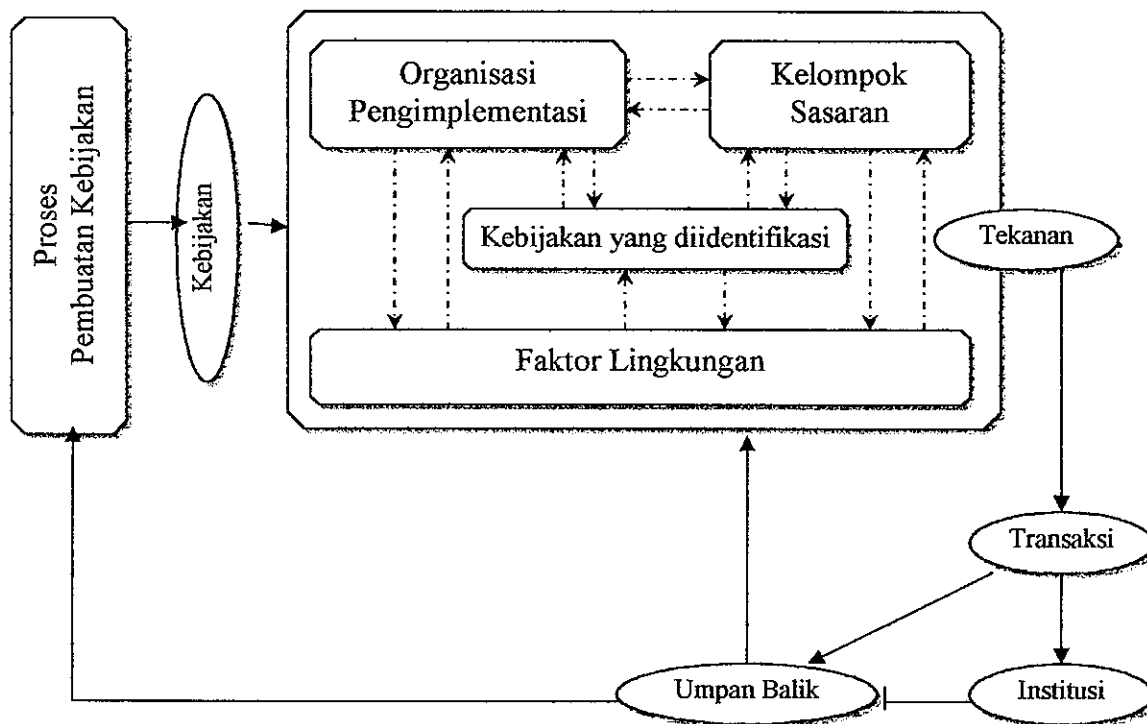 Proses
Pembuatan Kebijakan
Kebijakan
Organisasi
Pengimplementasi
Kelompok
Sasaran
Kebijakan yang diidentifikasi
Faktor Lingkungan
Tekanan
Transaksi
Umpan Balik
Institusi